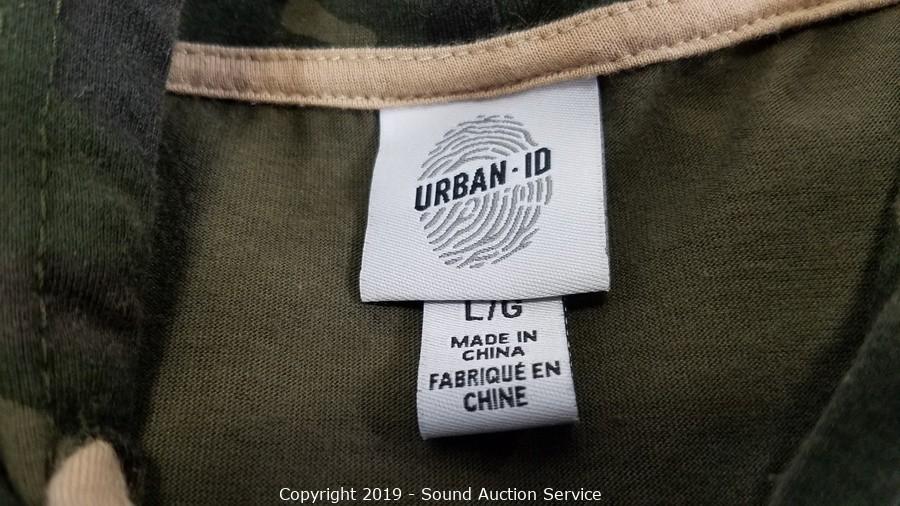 URBAN·ID
L/G
MADE IN
CHINA
FABRIQUÉ EN
CHINE
Copyright 2019 - Sound Auction Service